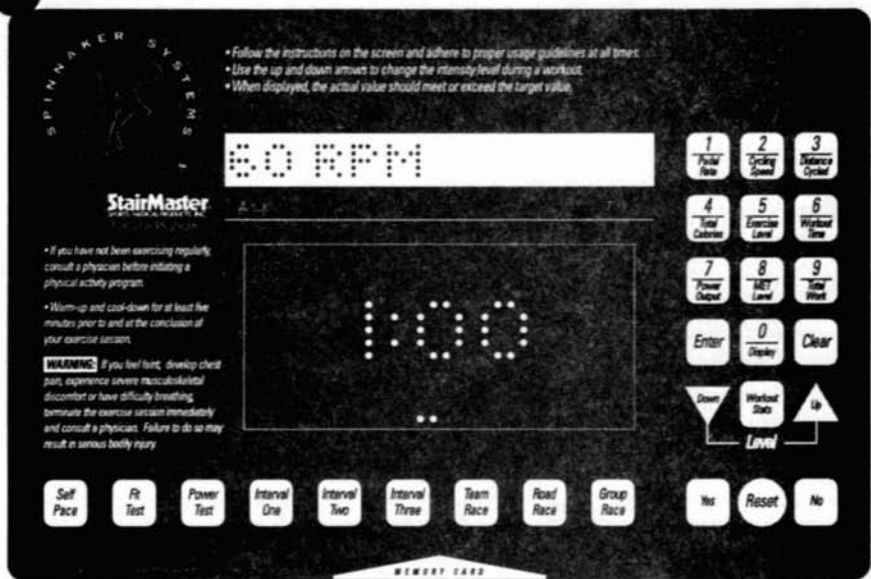 SPINNAKER SYSTEMS
• Follow the instructions on the screen and adhere to proper usage guidelines at all times.
• Use the up and down arrows to change the intensity level during a workout.
• When displayed, the actual value should meet or exceed the target value.
60 RPM
StairMaster
SPORTS MEDICAL PRODUCTS, INC.
• If you have not been exercising regularly,
consult a physician before initiating a
physical activity program.
• Warm-up and cool-down for at least five
minutes prior to and at the conclusion of
your exercise session.
WARNING: If you feel faint, develop chest
pain, experience severe musculoskeletal
discomfort or have difficulty breathing,
terminate the exercise session immediately
and consult a physician. Failure to do so may
result in serious bodily injury.
1:00
1
Pedal
Rate
2
Cycling
Speed
3
Distance
Cycled
4
Total
Calories
5
Exercise
Level
6
Workout
Time
7
Power
Output
8
MET
Level
9
Total
Work
Enter
0
Display
Clear
Down
Workout
Stats
Up
Level
Self
Pace
Fit
Test
Power
Test
Interval
One
Interval
Two
Interval
Three
Team
Race
Road
Race
Group
Race
Yes
Reset
No
MEMORY CARD